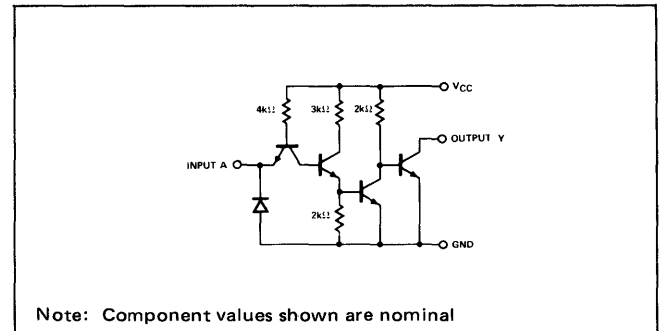 VCC
4kΩ 3kΩ 2kΩ
OUTPUT Y
INPUT A
2kΩ
GND
Note: Component values shown are nominal